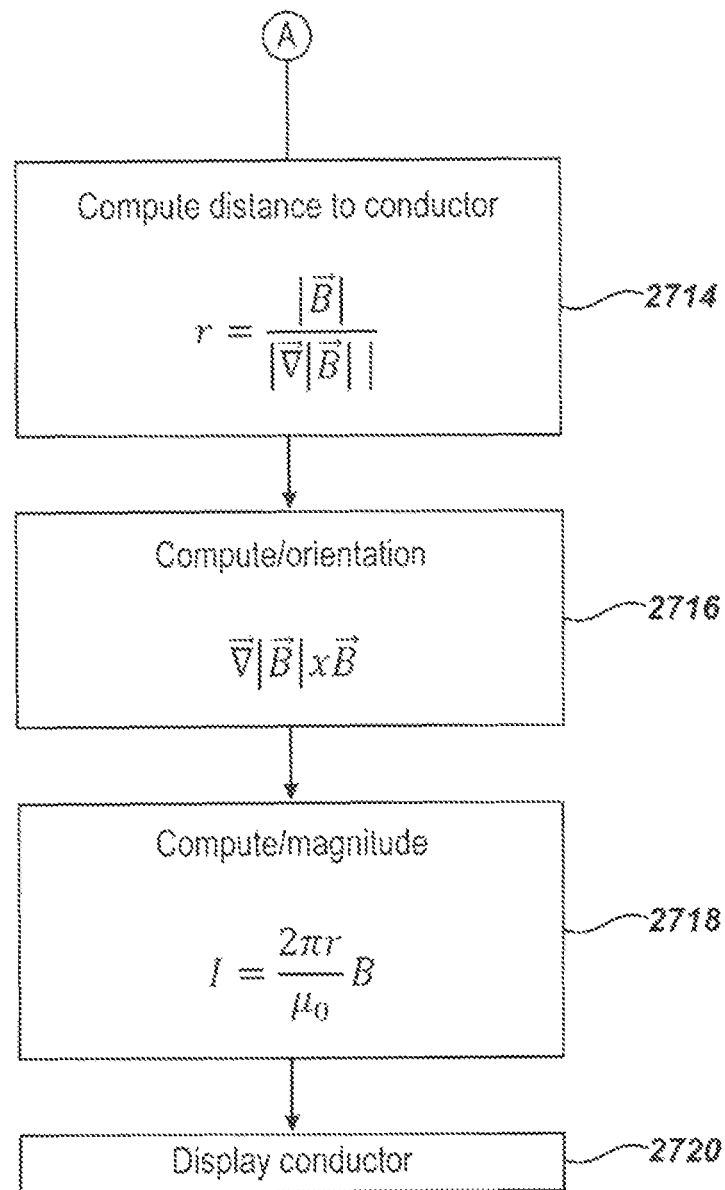 A
Compute distance to conductor
r = |B⃗| / |∇⃗|B⃗| |
2714
Compute/orientation
∇⃗|B⃗|xB⃗
2716
Compute/magnitude
I = 2πr / μ₀ B
2718
Display conductor
2720